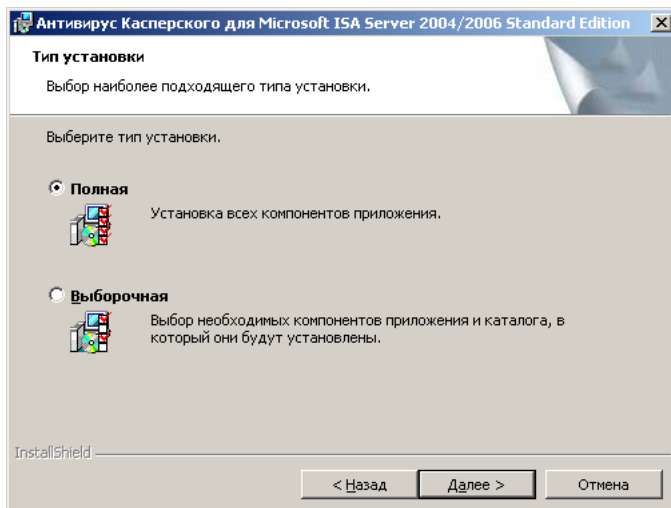 Антивирус Касперского для Microsoft ISA Server 2004/2006 Standard Edition
Тип установки
Выбор наиболее подходящего типа установки.
Выберите тип установки.
Полная
Установка всех компонентов приложения.
Выборочная
Выбор необходимых компонентов приложения и каталога, в
который они будут установлены.
InstallShield
< Назад
Далее >
Отмена